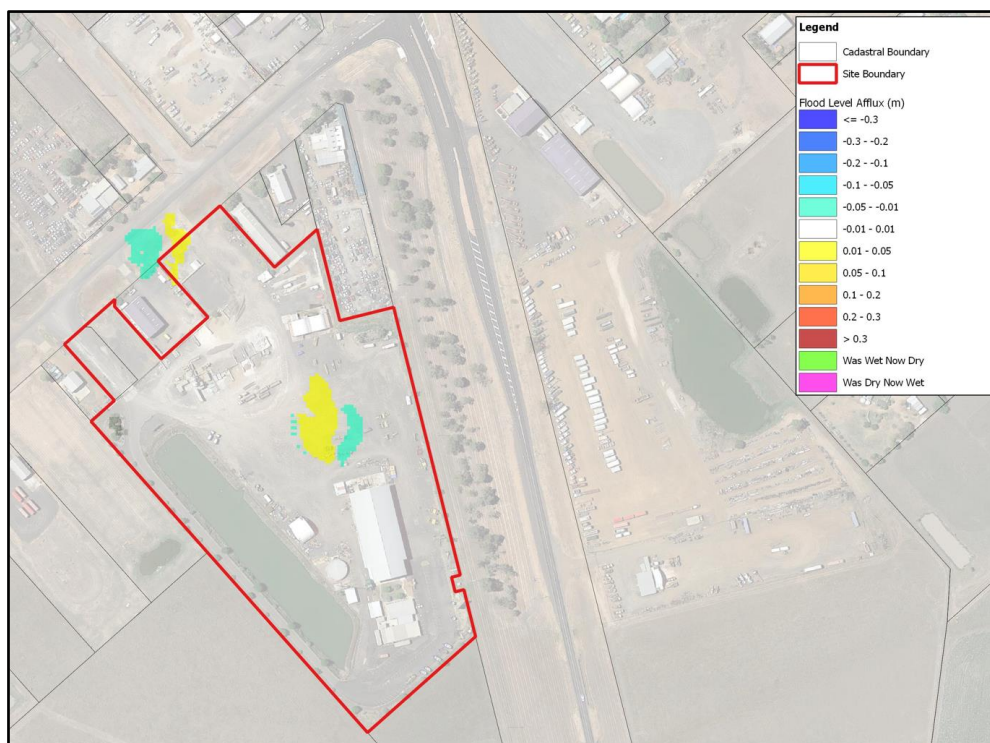 Legend
Cadastral Boundary
Site Boundary
Flood Level Afflux (m)
<= -0.3
-0.3 - -0.2
-0.2 - -0.1
-0.1 - -0.05
-0.05 - -0.01
-0.01 - 0.01
0.01 - 0.05
0.05 - 0.1
0.1 - 0.2
0.2 - 0.3
> 0.3
Was Wet Now Dry
Was Dry Now Wet